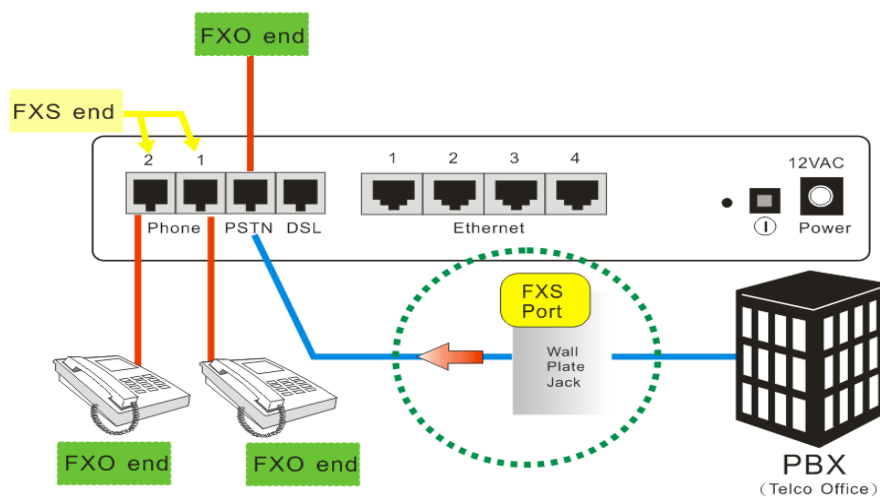 FXO end
FXS end
2 1
1 2 3 4
12VAC
Phone PSTN DSL
Ethernet
Power
FXS
Port
Wall
Plate
Jack
FXO end
FXO end
PBX
(Telco Office)